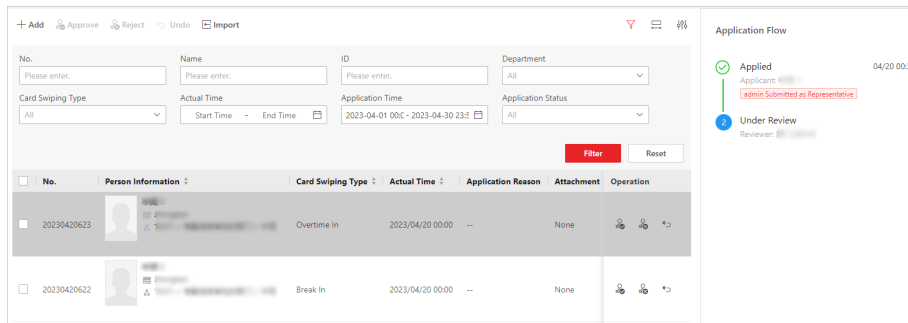 Add Approve Reject Undo Import
No. Name ID Department
Please enter. Please enter. Please enter. All
Card Swiping Type Actual Time Application Time Application Status
All Start Time - End Time 2023-04-01 00:0 - 2023-04-30 23:5 All
Filter Reset
No. Person Information Card Swiping Type Actual Time Application Reason Attachment Operation
20230420623 Overtime In 2023/04/20 00:00 -- None
20230420622 Break In 2023/04/20 00:00 -- None
Application Flow
Applied 04/20 00:
Applicant:
admin Submitted as Representative
2 Under Review
Reviewer: